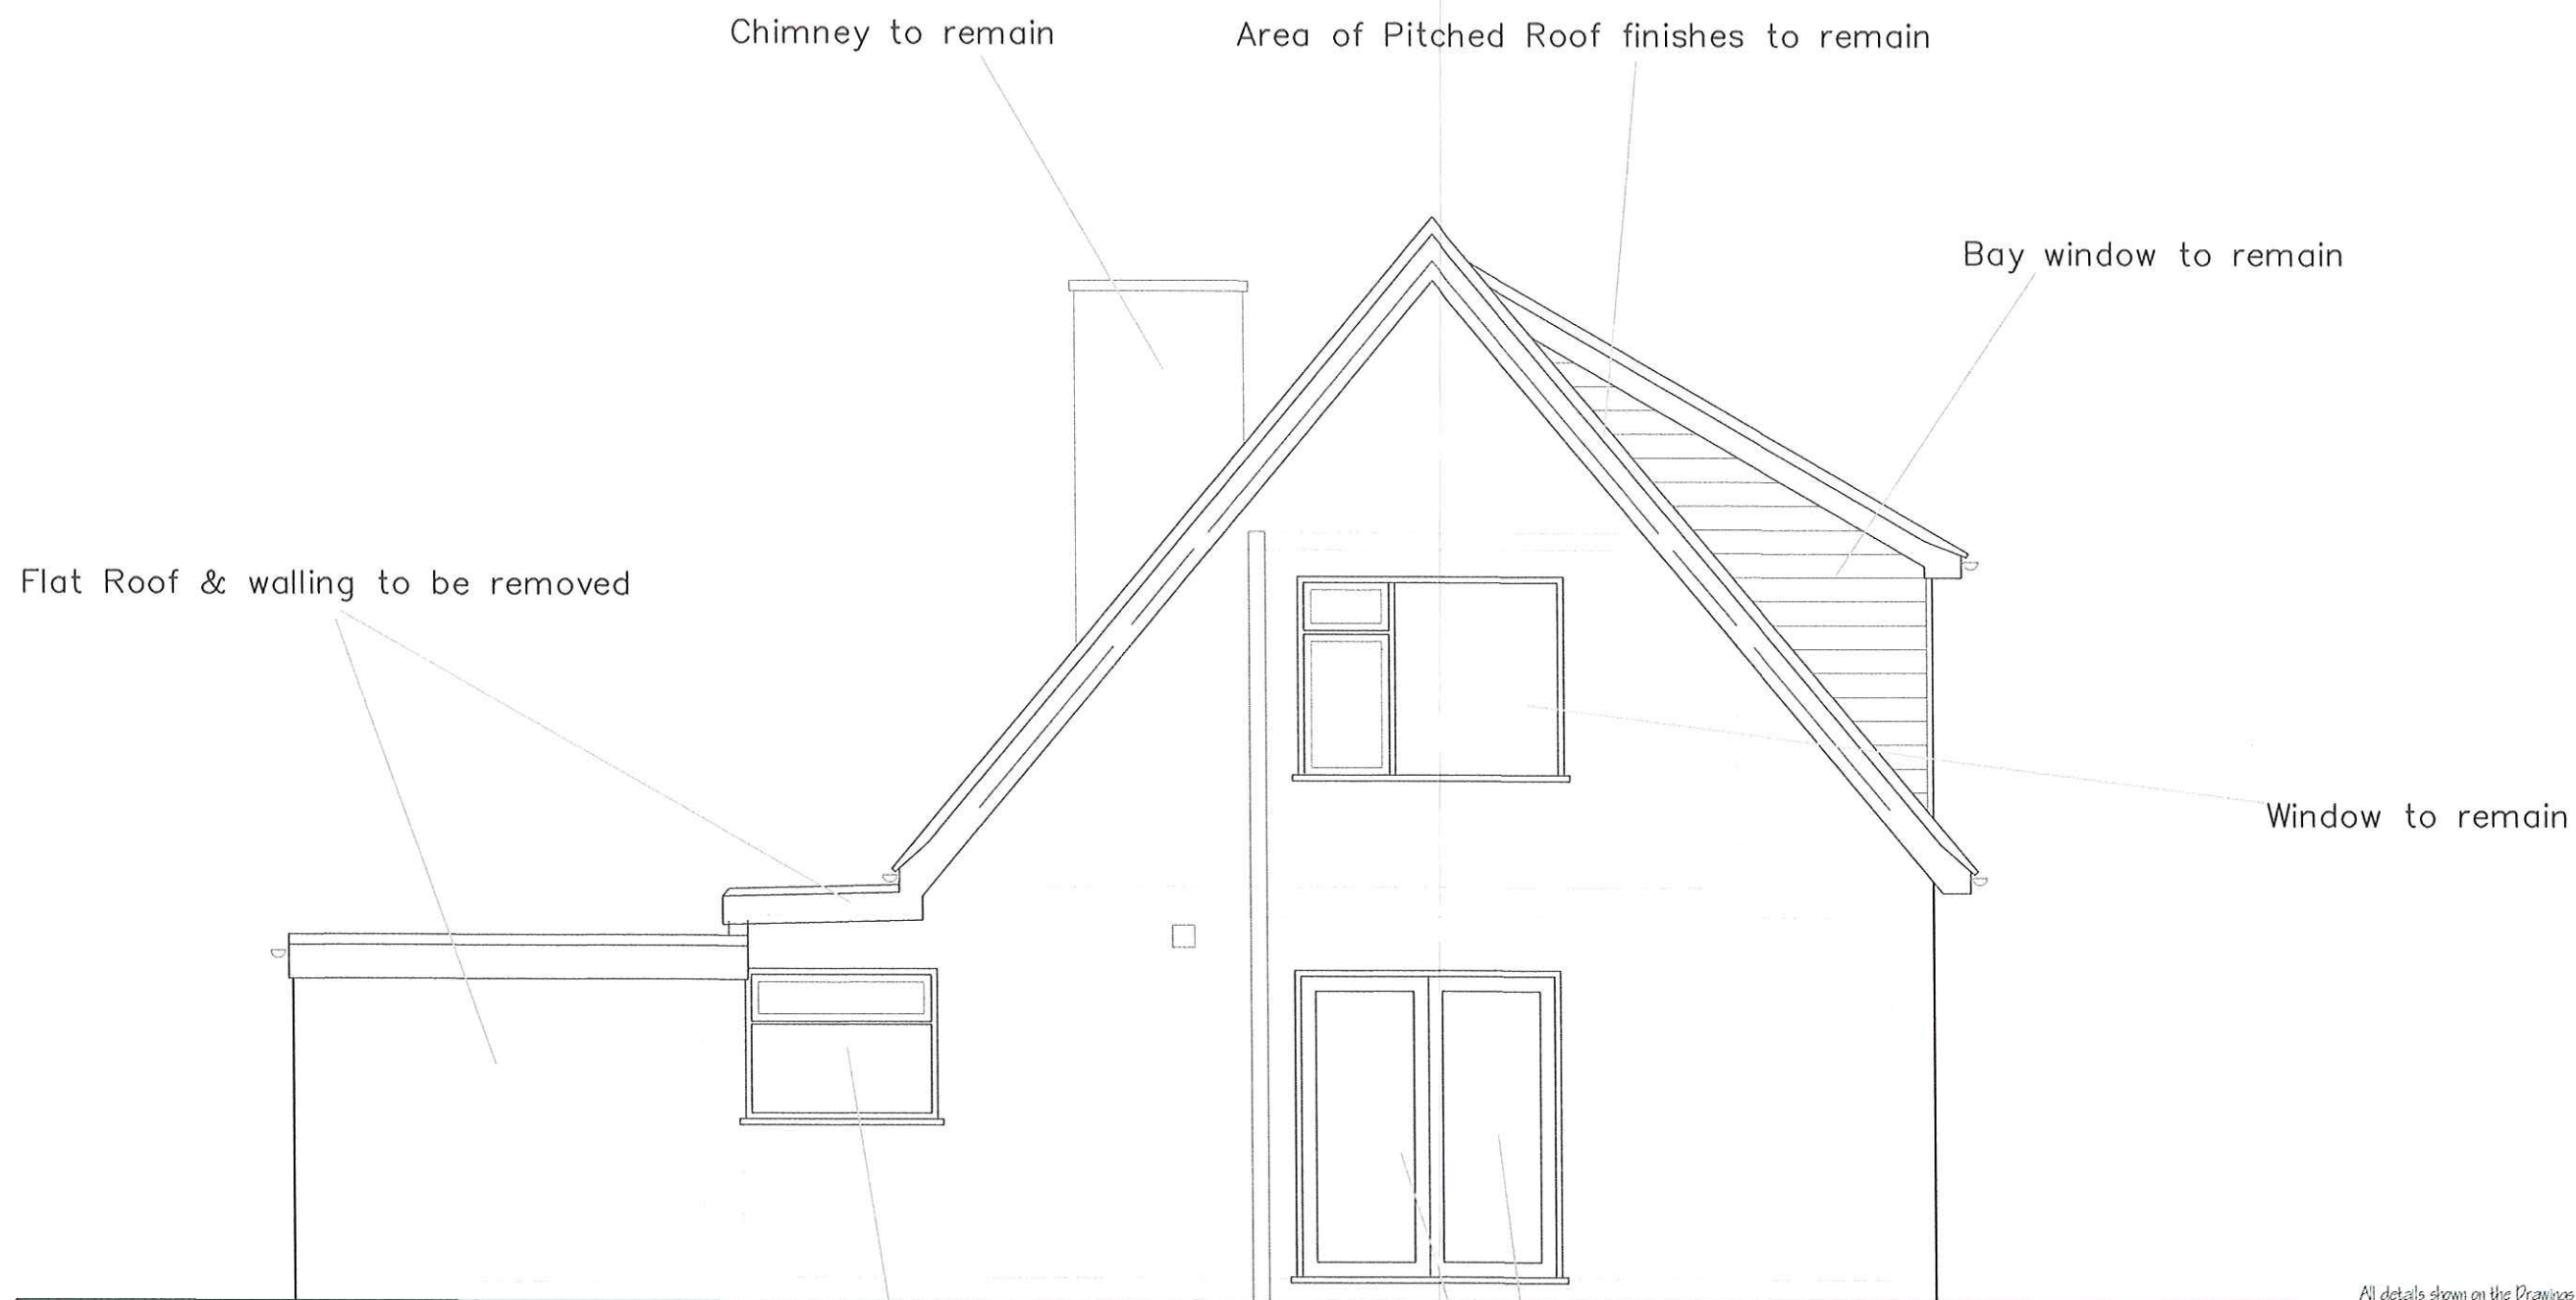 Chimney to remain
Area of Pitched Roof finishes to remain
Bay window to remain
Flat Roof & walling to be removed
Window to remain
All details shown on the Drawings